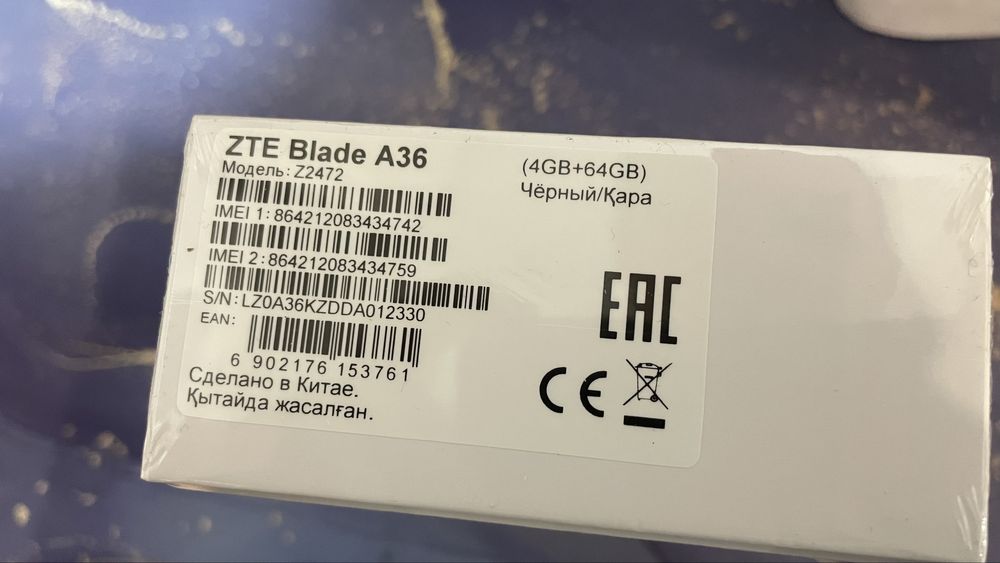 ZTE Blade A36
Модель: Z2472
(4GB+64GB)
Чёрный/Қара
IMEI 1: 864212083434742
IMEI 2: 864212083434759
S/N: LZ0A36KZDDA012330
EAN:
6 902176 153761
Сделано в Китае.
Қытайда жасалған.
EAC
CE